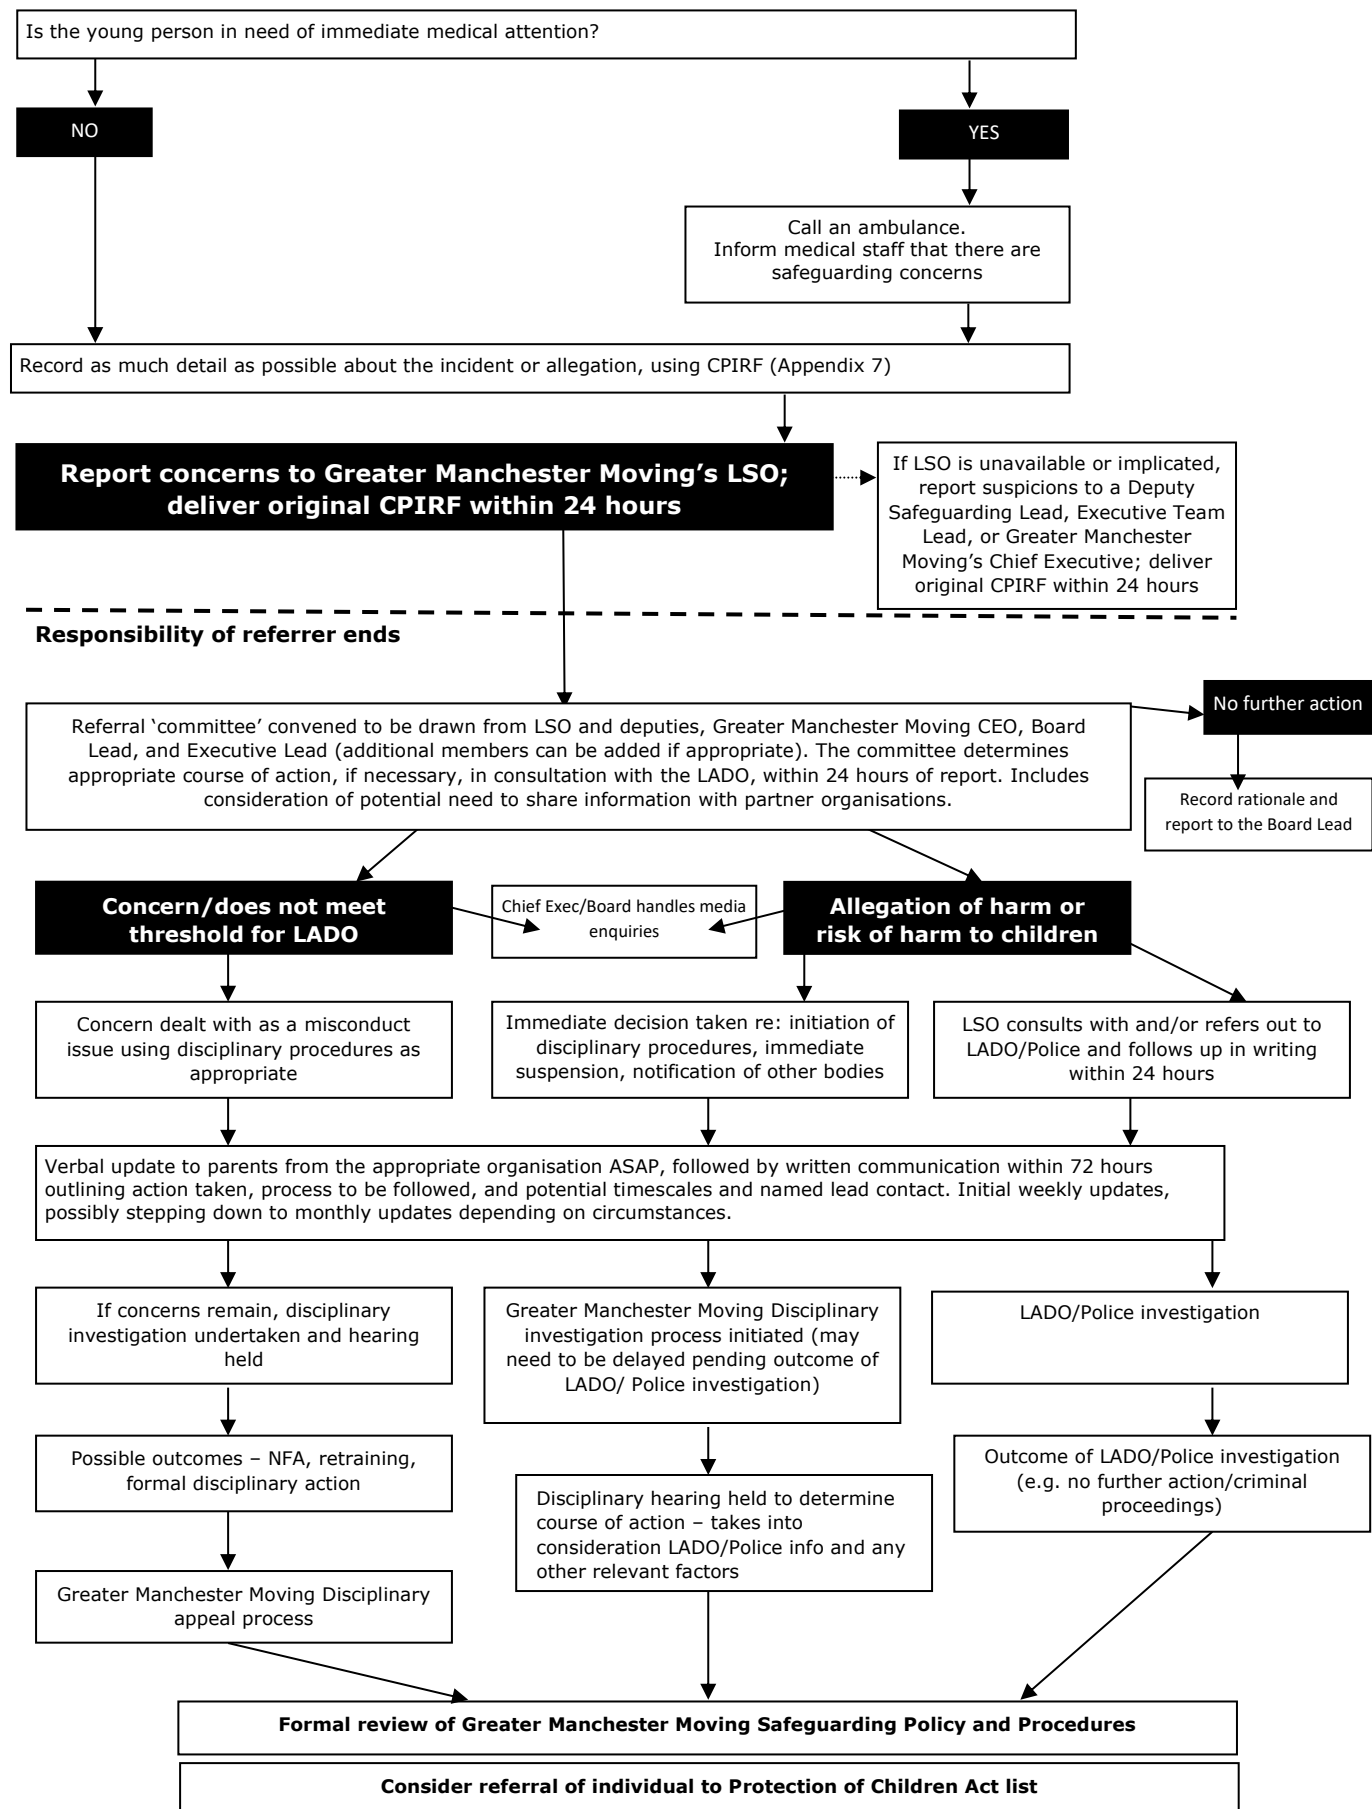 Is the young person in need of immediate medical attention?
NO
YES
Call an ambulance.
Inform medical staff that there are
safeguarding concerns
Record as much detail as possible about the incident or allegation, using CPIRF (Appendix 7)
Report concerns to Greater Manchester Moving’s LSO;
deliver original CPIRF within 24 hours
If LSO is unavailable or implicated,
report suspicions to a Deputy
Safeguarding Lead, Executive Team
Lead, or Greater Manchester
Moving’s Chief Executive; deliver
original CPIRF within 24 hours
Responsibility of referrer ends
Referral ‘committee’ convened to be drawn from LSO and deputies, Greater Manchester Moving CEO, Board
Lead, and Executive Lead (additional members can be added if appropriate). The committee determines
appropriate course of action, if necessary, in consultation with the LADO, within 24 hours of report. Includes
consideration of potential need to share information with partner organisations.
No further action
Record rationale and
report to the Board Lead
Concern/does not meet
threshold for LADO
Chief Exec/Board handles media
enquiries
Allegation of harm or
risk of harm to children
Concern dealt with as a misconduct
issue using disciplinary procedures as
appropriate
Immediate decision taken re: initiation of
disciplinary procedures, immediate
suspension, notification of other bodies
LSO consults with and/or refers out to
LADO/Police and follows up in writing
within 24 hours
Verbal update to parents from the appropriate organisation ASAP, followed by written communication within 72 hours
outlining action taken, process to be followed, and potential timescales and named lead contact. Initial weekly updates,
possibly stepping down to monthly updates depending on circumstances.
If concerns remain, disciplinary
investigation undertaken and hearing
held
Greater Manchester Moving Disciplinary
investigation process initiated (may
need to be delayed pending outcome of
LADO/ Police investigation)
LADO/Police investigation
Possible outcomes – NFA, retraining,
formal disciplinary action
Disciplinary hearing held to determine
course of action – takes into
consideration LADO/Police info and any
other relevant factors
Outcome of LADO/Police investigation
(e.g. no further action/criminal
proceedings)
Greater Manchester Moving Disciplinary
appeal process
Formal review of Greater Manchester Moving Safeguarding Policy and Procedures
Consider referral of individual to Protection of Children Act list